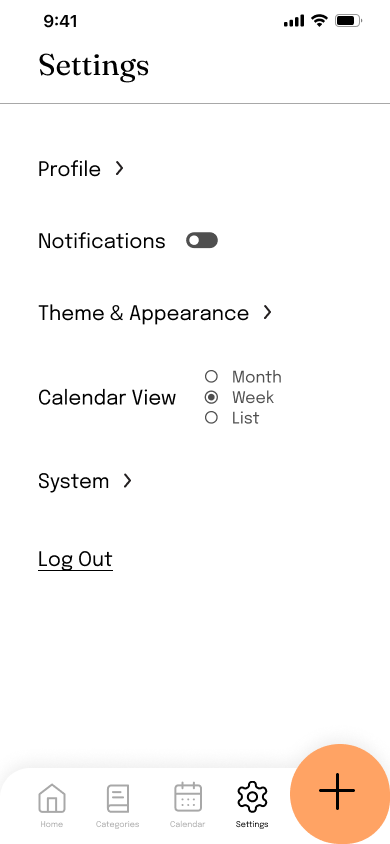 9:41
Settings
Profile
Notifications
Theme & Appearance
Calendar View
Month
Week
List
System
Log Out
Home
Categories
Calendar
Settings